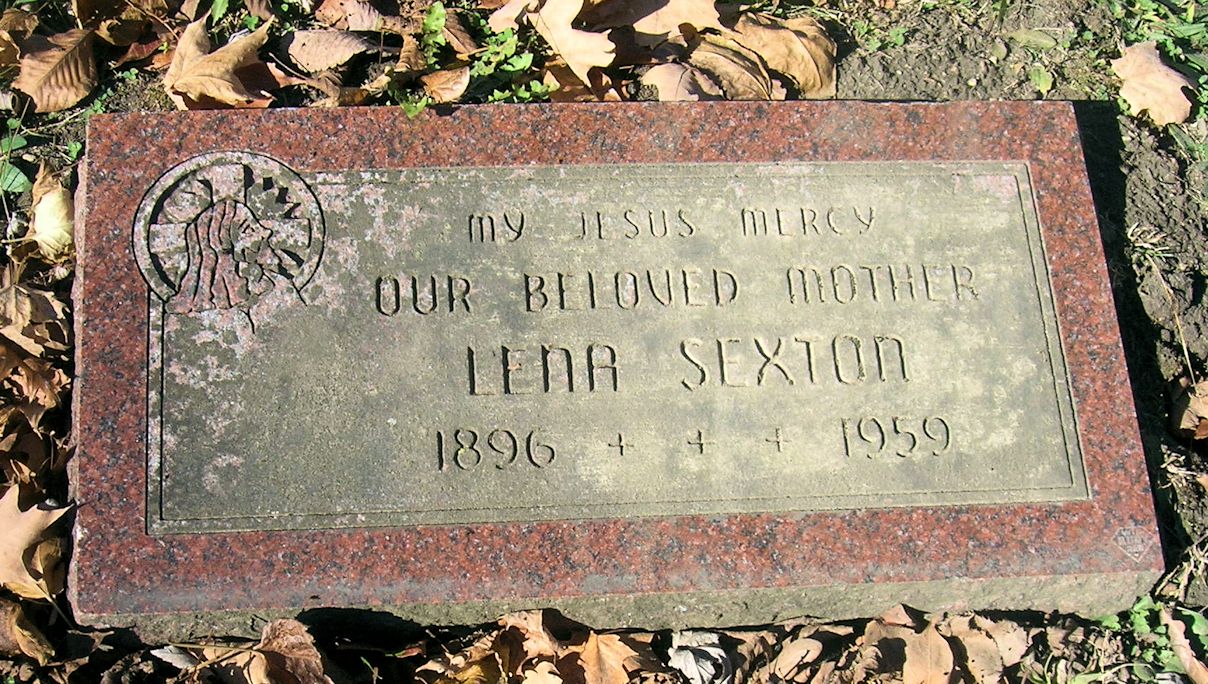 MY JESUS MERCY
OUR BELOVED MOTHER
LENA SEXTON
1896 + + + 1959